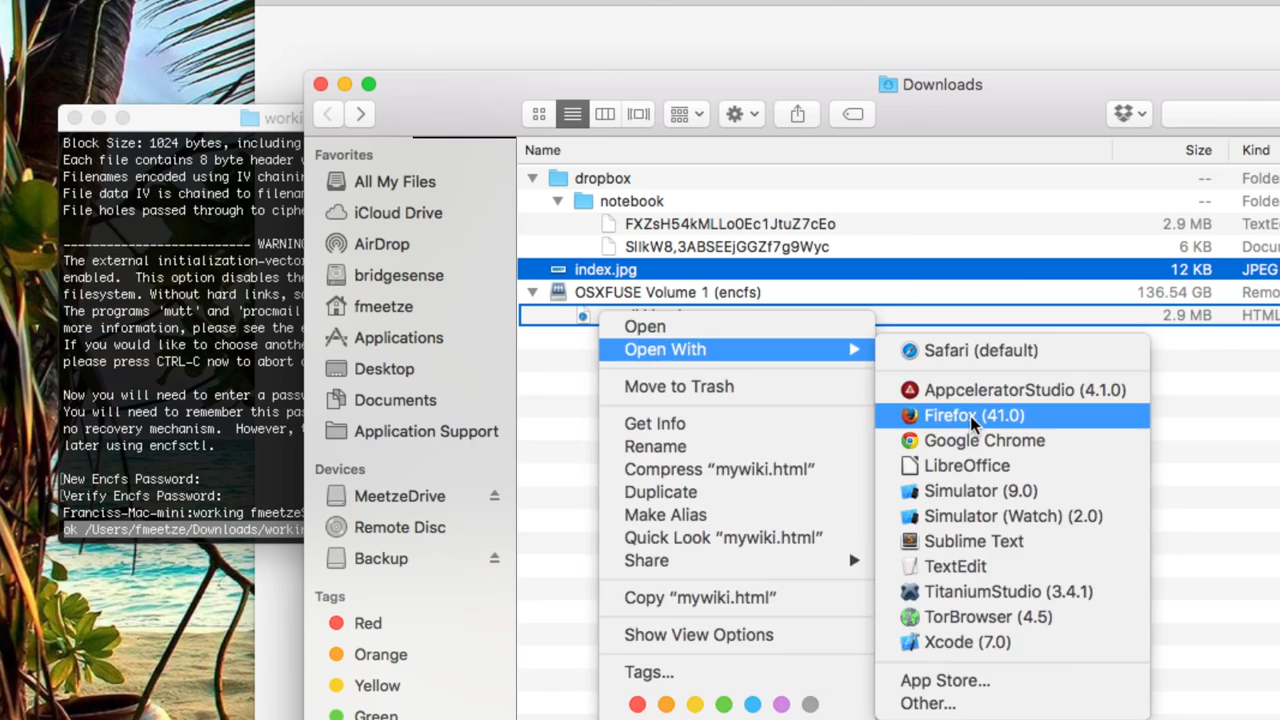 Downloads
worki
Block Size: 1024 bytes, including
Each file contains 8 byte header
Filenames encoded using IV chaini
File data IV is chained to filenam
File holes passed through to ciphe
------------------------- WARNING
The external initialization-vector
enabled. This option disables the
filesystem. Without hard links, so
The programs 'mutt' and 'procmail
more information, please see the e
If you would like to choose anothe
please press CTRL-C now to abort
Now you will need to enter a passw
You will need to remember this pas
no recovery mechanism. However,
later using encfsctl.
New Encfs Password:
Verify Encfs Password:
Franciss-Mac-mini:working fmeetze$
ok /Users/fmeetze/Downloads/workin
Favorites
All My Files
iCloud Drive
AirDrop
bridgesense
fmeetze
Applications
Desktop
Documents
Application Support
Devices
MeetzeDrive
Remote Disc
Backup
Tags
Red
Orange
Yellow
Green
Name Size Kind
dropbox -- Folde
notebook -- Folde
FXZsH54kMLLo0Ec1JtuZ7cEo 2.9 MB TextE
SlIkW8,3ABSEEjGGZf7g9Wyc 6 KB Docu
index.jpg 12 KB JPEG
OSXFUSE Volume 1 (encfs) 136.54 GB Remo
2.9 MB HTML
Open
Open With
Move to Trash
Get Info
Rename
Compress “mywiki.html”
Duplicate
Make Alias
Quick Look “mywiki.html”
Share
Copy “mywiki.html”
Show View Options
Tags...
Safari (default)
AppceleratorStudio (4.1.0)
Firefox (41.0)
Google Chrome
LibreOffice
Simulator (9.0)
Simulator (Watch) (2.0)
Sublime Text
TextEdit
TitaniumStudio (3.4.1)
TorBrowser (4.5)
Xcode (7.0)
App Store...
Other...